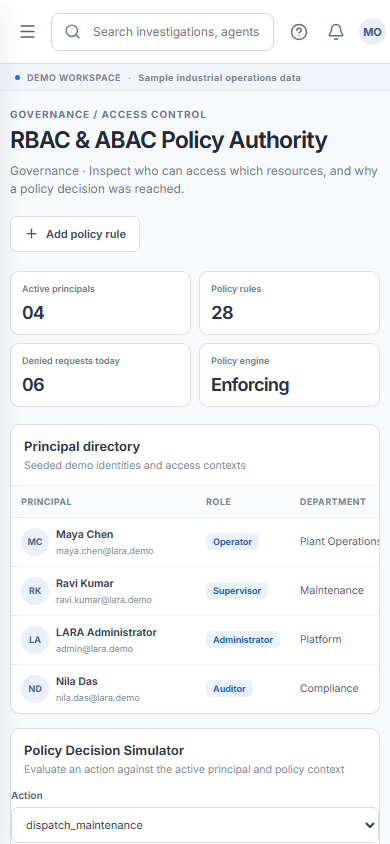 Search investigations, agents
MO
DEMO WORKSPACE · Sample industrial operations data
GOVERNANCE / ACCESS CONTROL
RBAC & ABAC Policy Authority
Governance · Inspect who can access which resources, and why
a policy decision was reached.
+ Add policy rule
Active principals
04
Policy rules
28
Denied requests today
06
Policy engine
Enforcing
Principal directory
Seeded demo identities and access contexts
PRINCIPAL ROLE DEPARTMENT
MC Maya Chen Operator Plant Operations
maya.chen@lara.demo
RK Ravi Kumar Supervisor Maintenance
ravi.kumar@lara.demo
LA LARA Administrator Administrator Platform
admin@lara.demo
ND Nila Das Auditor Compliance
nila.das@lara.demo
Policy Decision Simulator
Evaluate an action against the active principal and policy context
Action
dispatch_maintenance